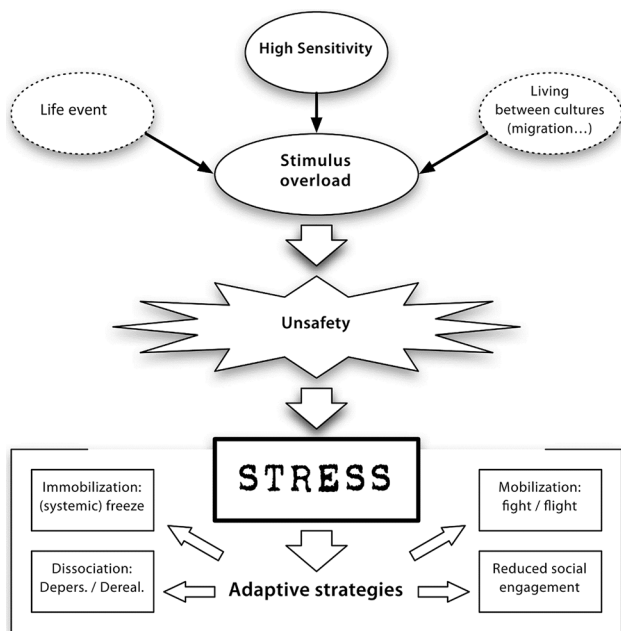 High Sensitivity
Life event
Living
between cultures
(migration…)
Stimulus
overload
Unsafety
STRESS
Immobilization:
(systemic) freeze
Mobilization:
fight / flight
Dissociation:
Depers. / Dereal.
Adaptive strategies
Reduced social
engagement